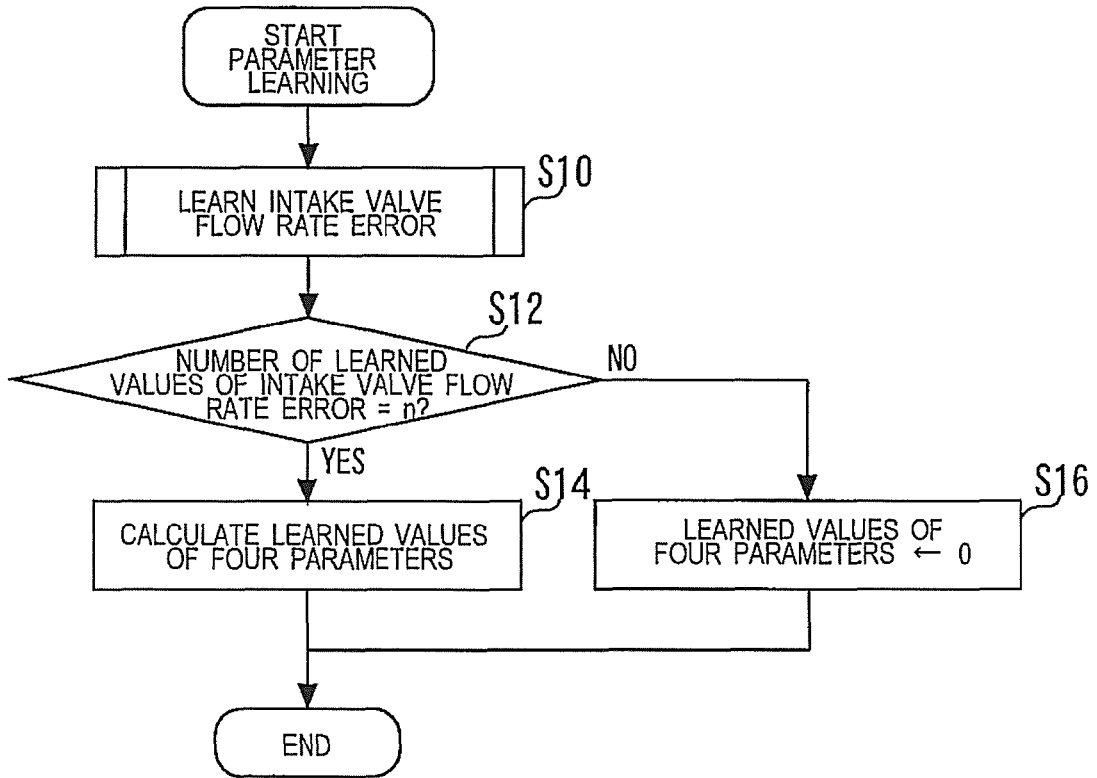 START
PARAMETER
LEARNING
S10
LEARN INTAKE VALVE
FLOW RATE ERROR
S12
NUMBER OF LEARNED
VALUES OF INTAKE VALVE FLOW
RATE ERROR = n?
NO
YES
S14
CALCULATE LEARNED VALUES
OF FOUR PARAMETERS
S16
LEARNED VALUES OF
FOUR PARAMETERS ← 0
END